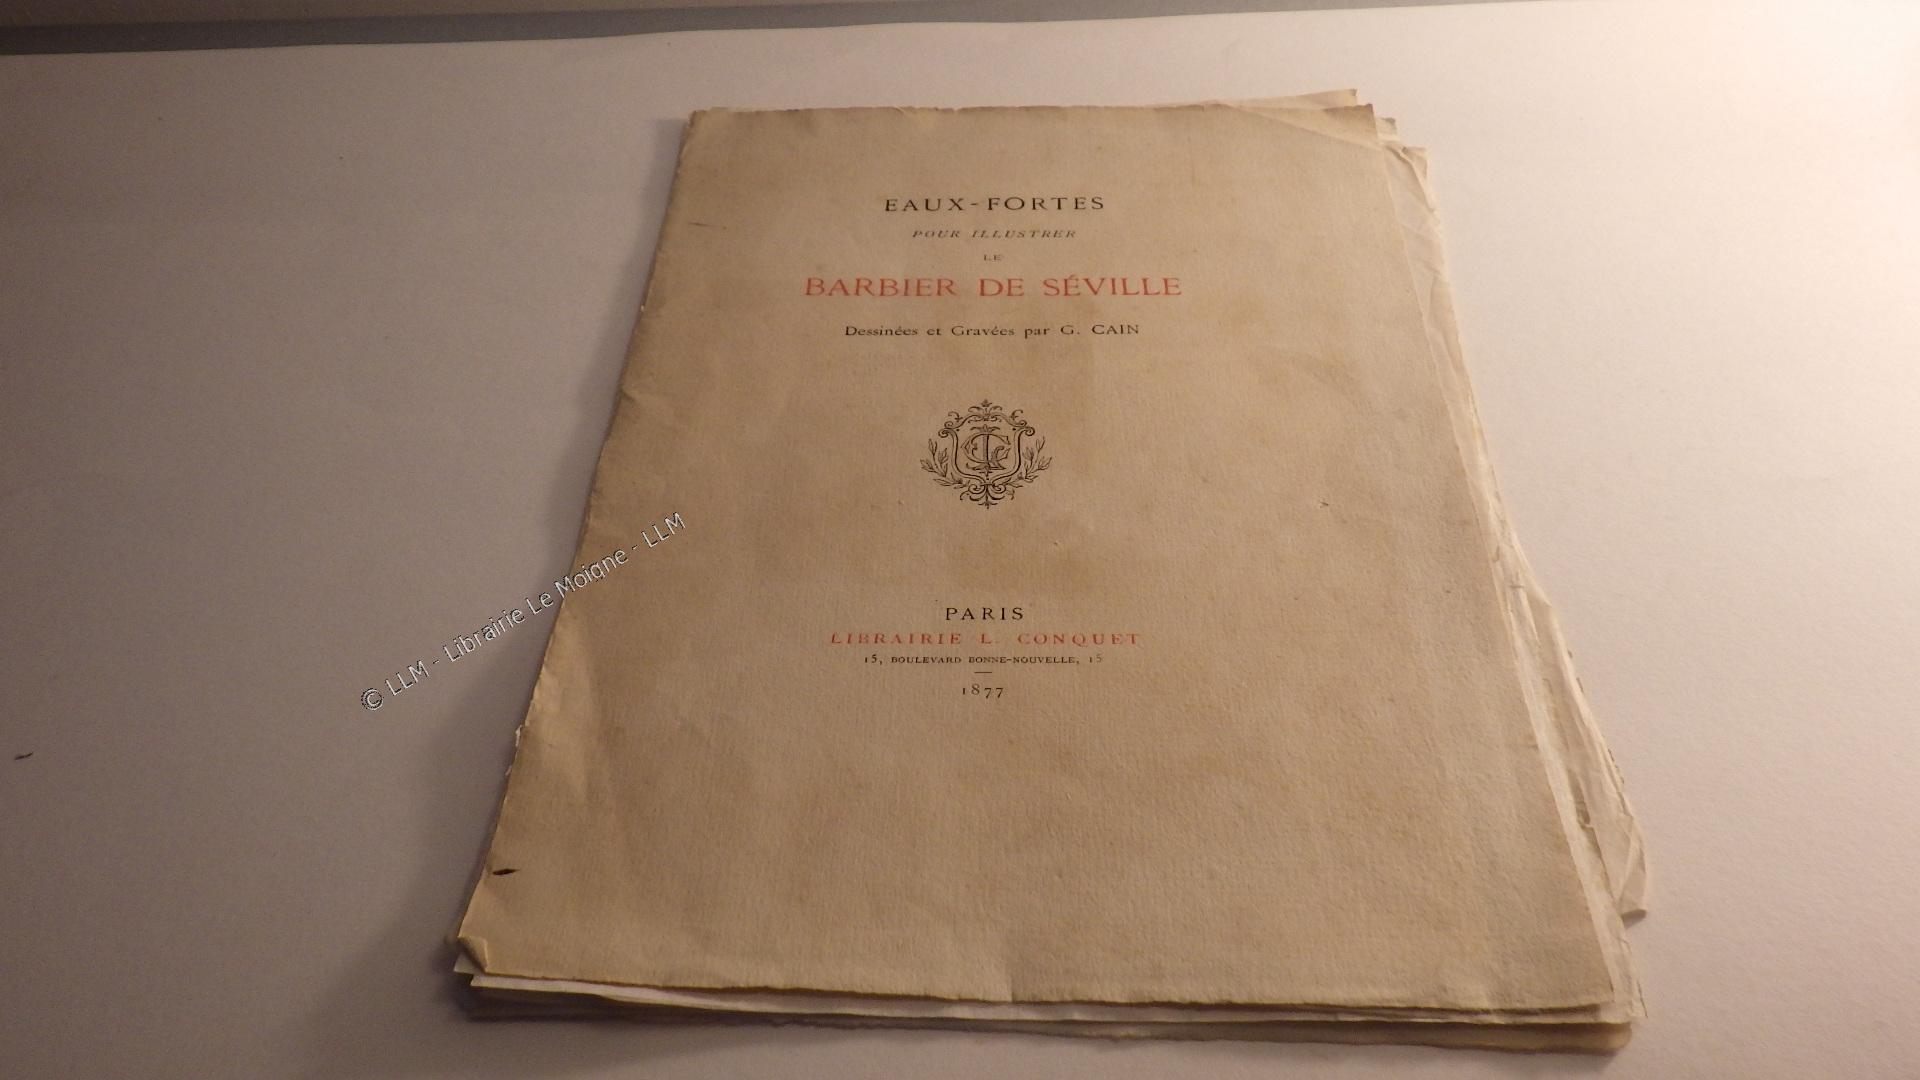 EAUX-FORTES
POUR ILLUSTRER
LE
BARBIER DE SÉVILLE
Dessinées et Gravées par G. CAIN
PARIS
LIBRAIRIE L. CONQUET
15, BOULEVARD BONNE-NOUVELLE, 15
1877
© LLM - Librairie Le Moigne - LLM